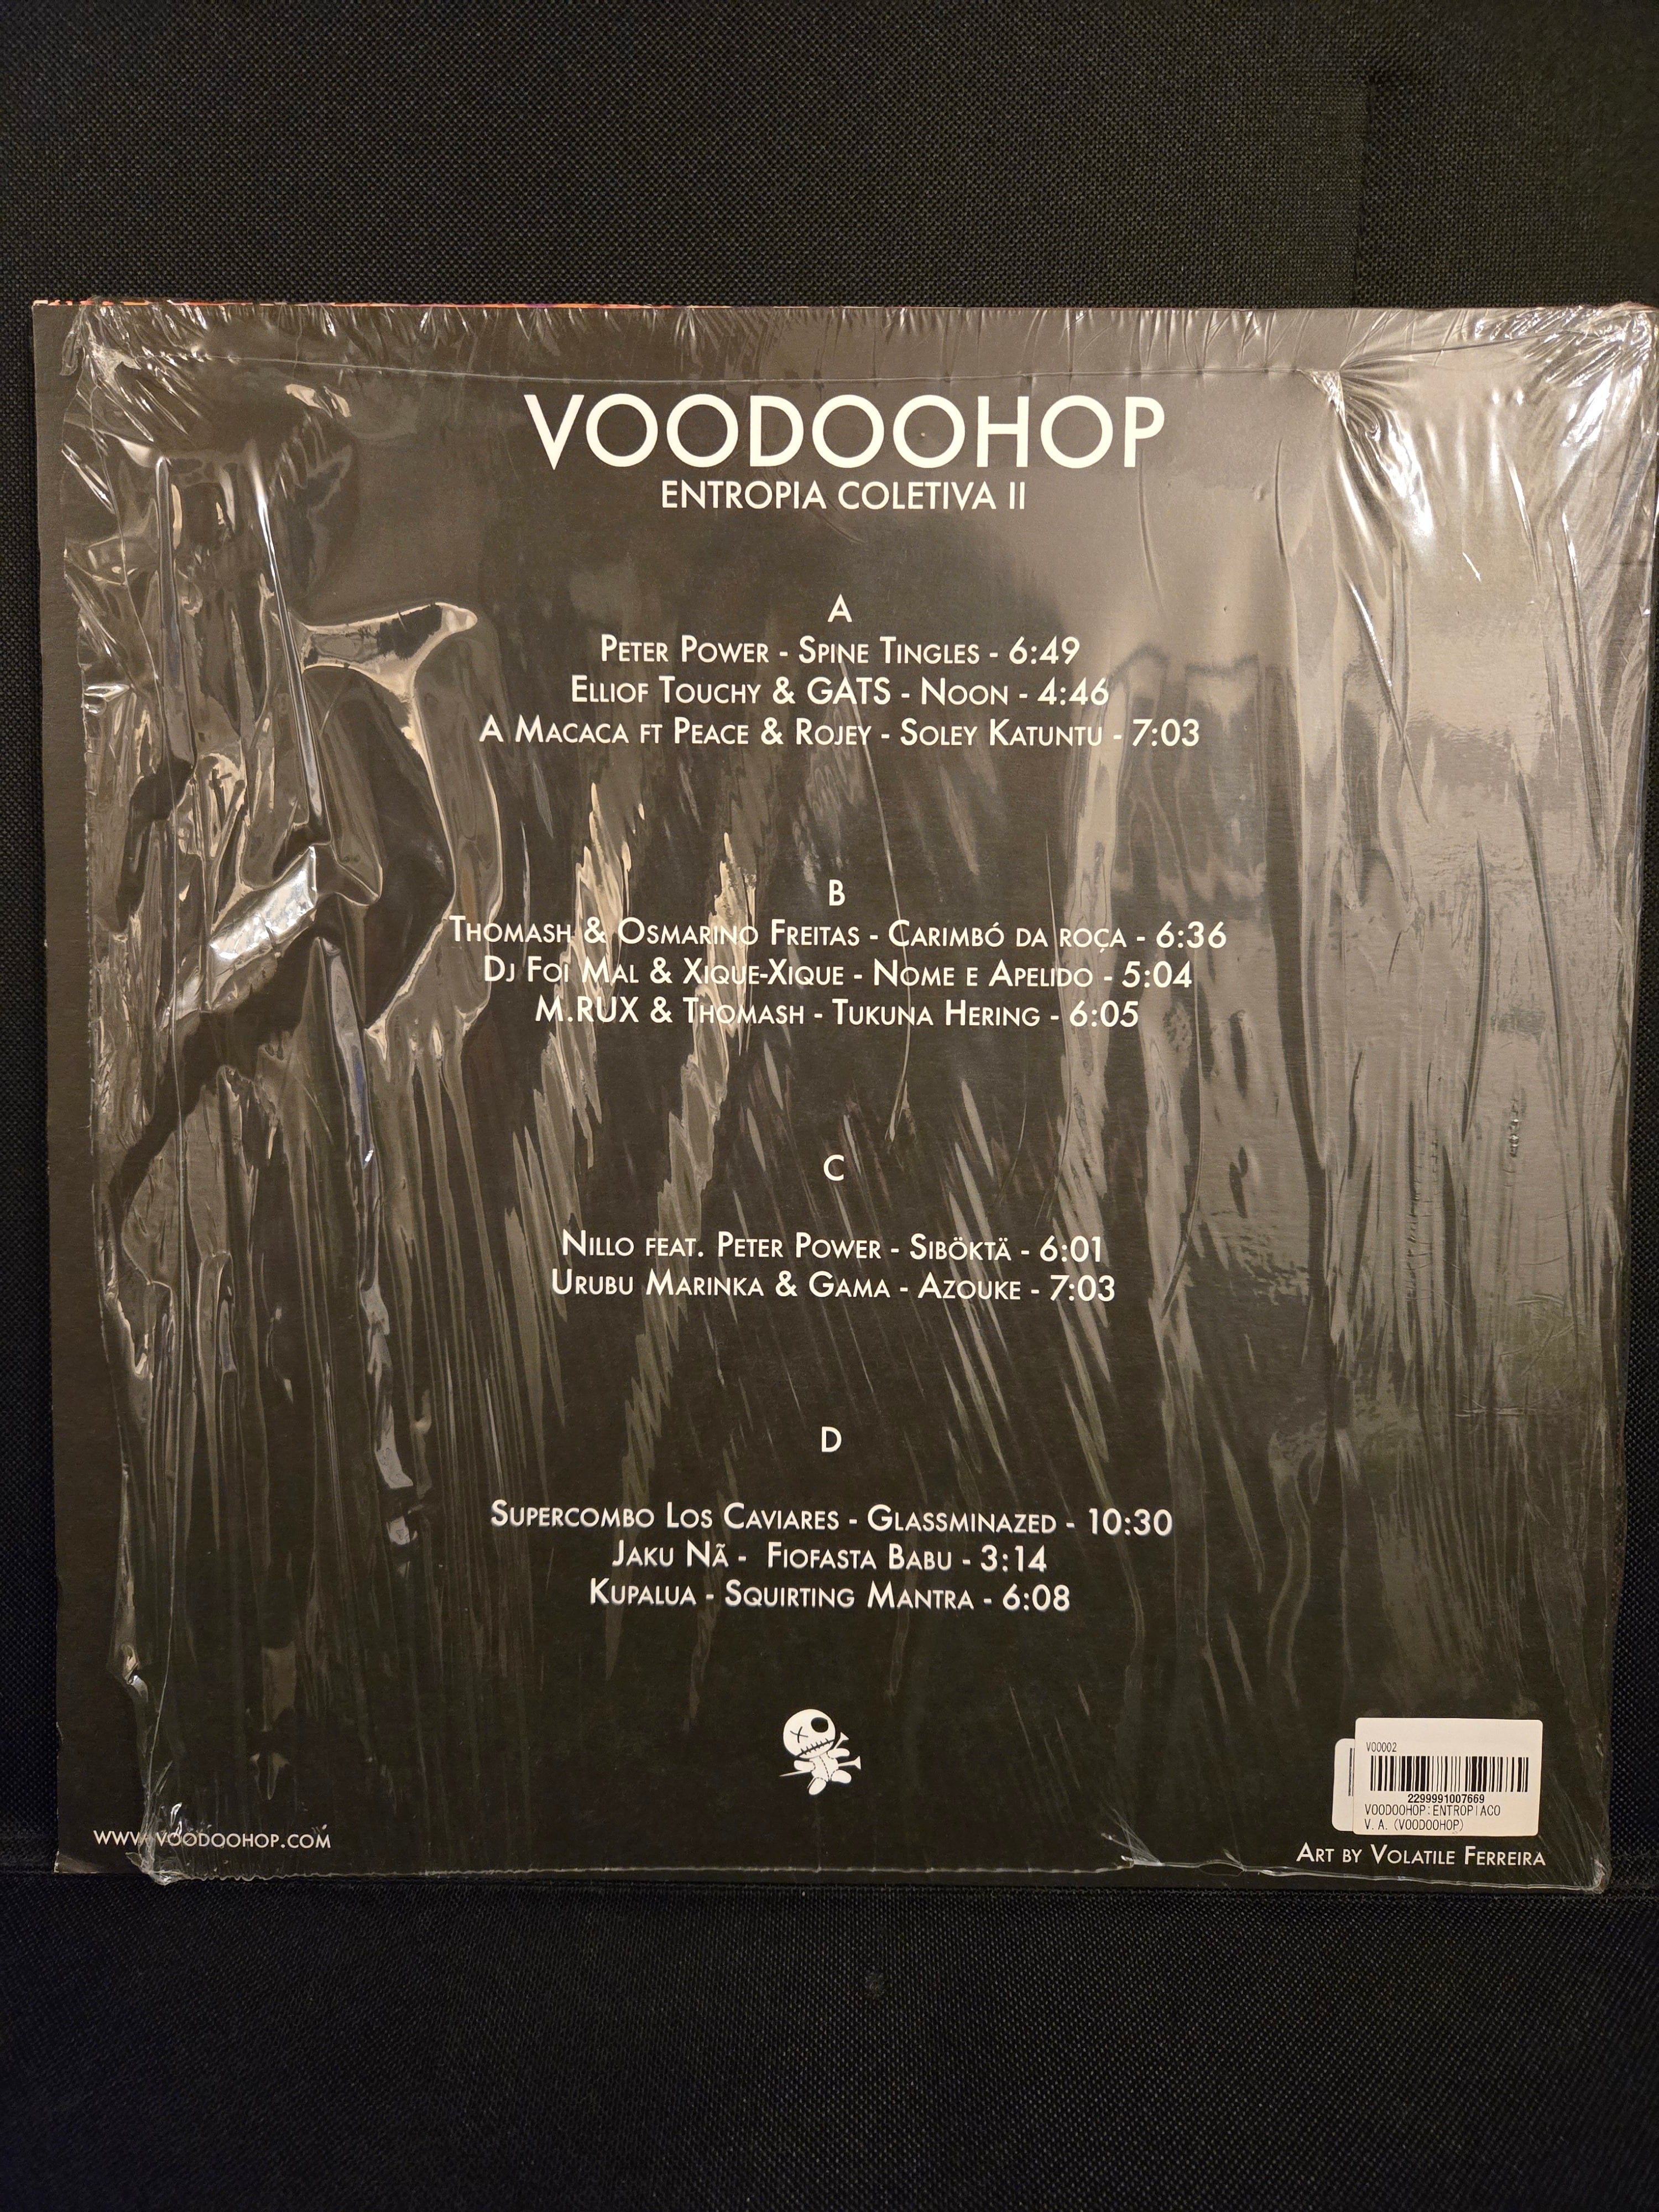 VOODOOHOP
ENTROPIA COLETIVA II
A
Peter Power - Spine Tingles - 6:49
Elliof Touchy & GATS - Noon - 4:46
A Macaca ft Peace & Rojey - Soley Katuntu - 7:03
B
Thomash & Osmarino Freitas - Carimbó da roça - 6:36
Dj Foi Mal & Xique-Xique - Nome e Apelido - 5:04
M.RUX & Thomash - Tukuna Hering - 6:05
C
Nillo feat. Peter Power - Siböktä - 6:01
Urubu Marinka & Gama - Azouke - 7:03
D
Supercombo Los Caviares - Glassminazed - 10:30
Jaku Nã - Fiofasta Babu - 3:14
Kupalua - Squirting Mantra - 6:08
V00002
2299991007669
VOODOOHOP:ENTROPIACO
V.A. (VOODOOHOP)
www.voodoohop.com
Art by Volatile Ferreira